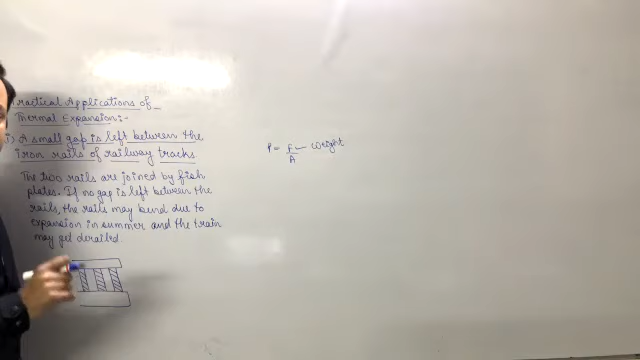 Practical Applications of
Thermal Expansion:-
i) A small gap is left between the
iron rails of railway tracks
The two rails are joined by fish
plates. If no gap is left between the
rails, the rails may bend due to
expansion in summer and the train
may get derailed.
P = F — Weight
A